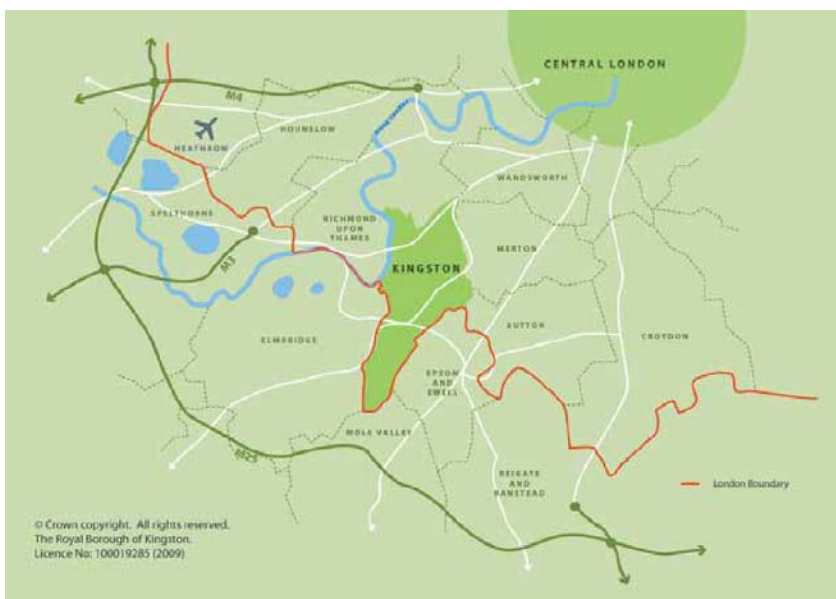 CENTRAL LONDON
M4
HOUNSLOW
HEATHROW
WANDSWORTH
SPELTHORNE
RICHMOND
UPON
THAMES
MERTON
M3
KINGSTON
SUTTON
CROYDON
ELMBRIDGE
EPSOM
AND
EWELL
MOLE VALLEY
M25
REIGATE
AND
BANSTEAD
London Boundary
© Crown copyright. All rights reserved.
The Royal Borough of Kingston.
Licence No: 100019285 (2009)